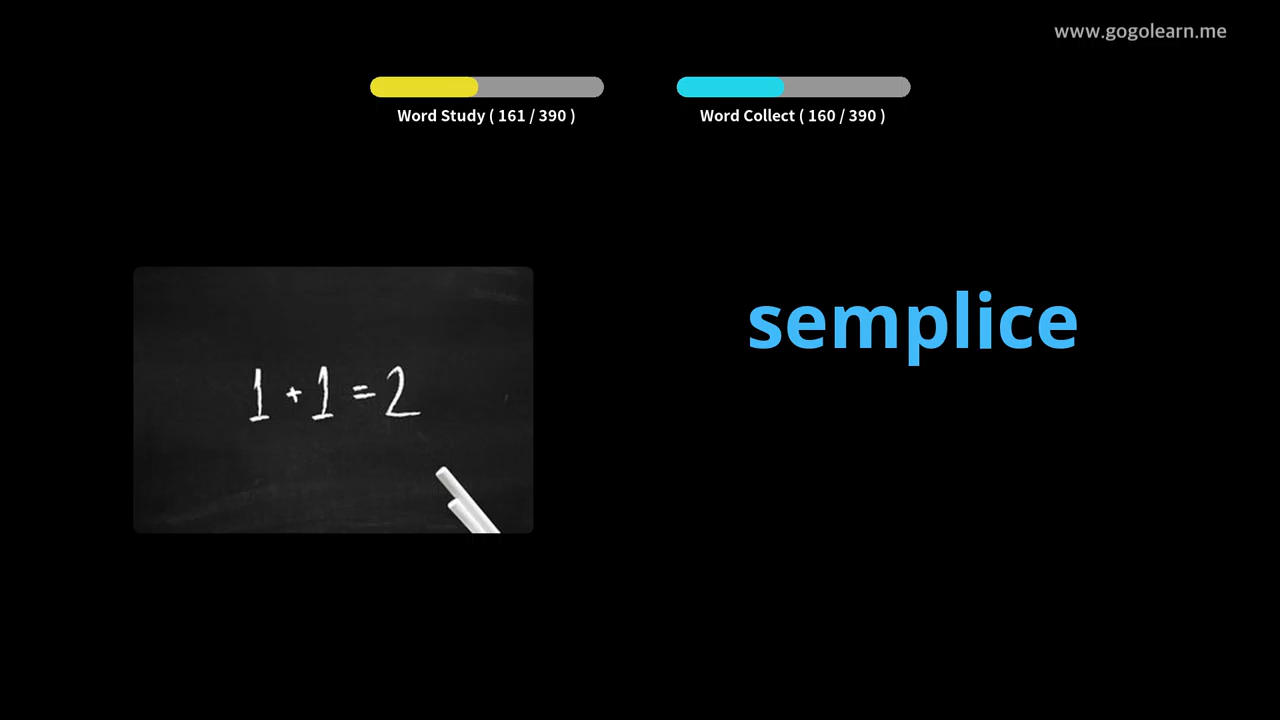 www.gogolearn.me
Word Study ( 161 / 390 )
Word Collect ( 160 / 390 )
1 + 1 = 2
semplice